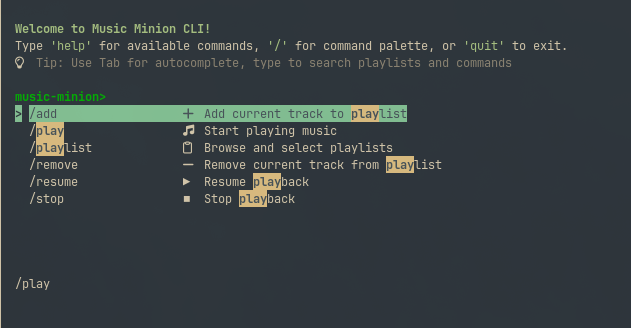 Welcome to Music Minion CLI!
Type 'help' for available commands, '/' for command palette, or 'quit' to exit.
Tip: Use Tab for autocomplete, type to search playlists and commands
music-minion>
> /add + Add current track to playlist
/play Start playing music
/playlist Browse and select playlists
/remove − Remove current track from playlist
/resume Resume playback
/stop Stop playback
/play